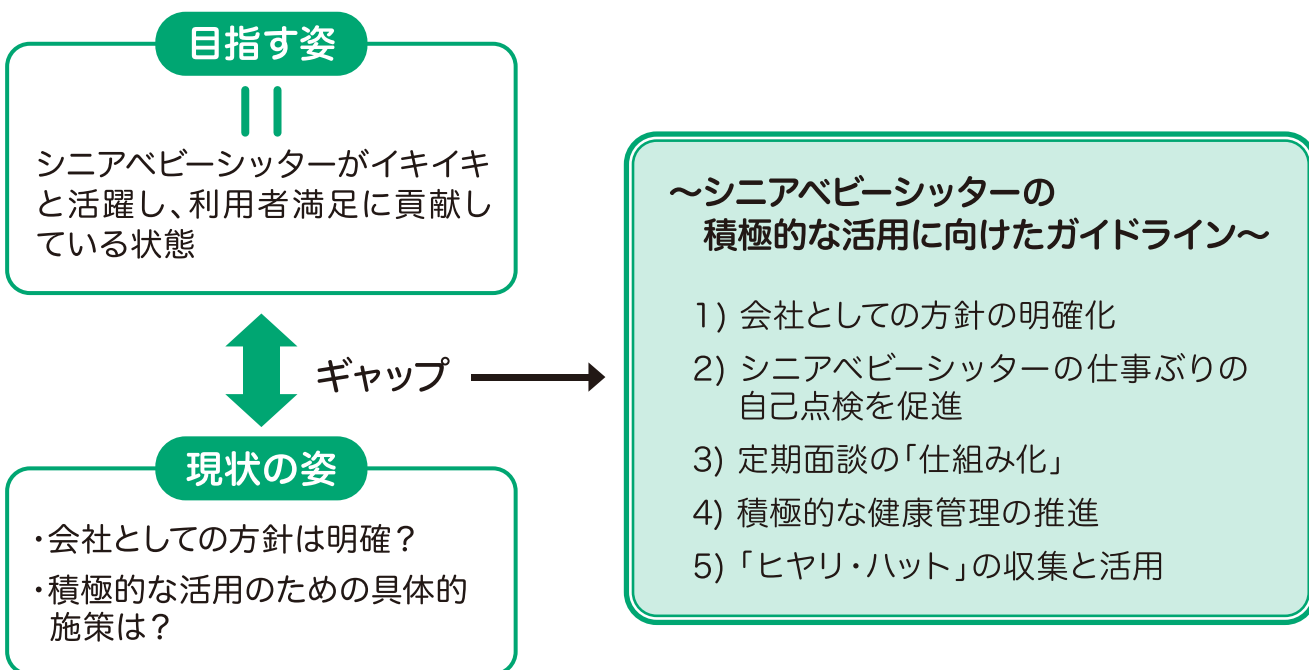 目指す姿
シニアベビーシッターがイキイキ
と活躍し、利用者満足に貢献し
ている状態
ギャップ
現状の姿
・会社としての方針は明確？
・積極的な活用のための具体的
施策は？
～シニアベビーシッターの
積極的な活用に向けたガイドライン～
1) 会社としての方針の明確化
2) シニアベビーシッターの仕事ぶりの
自己点検を促進
3) 定期面談の「仕組み化」
4) 積極的な健康管理の推進
5)「ヒヤリ・ハット」の収集と活用